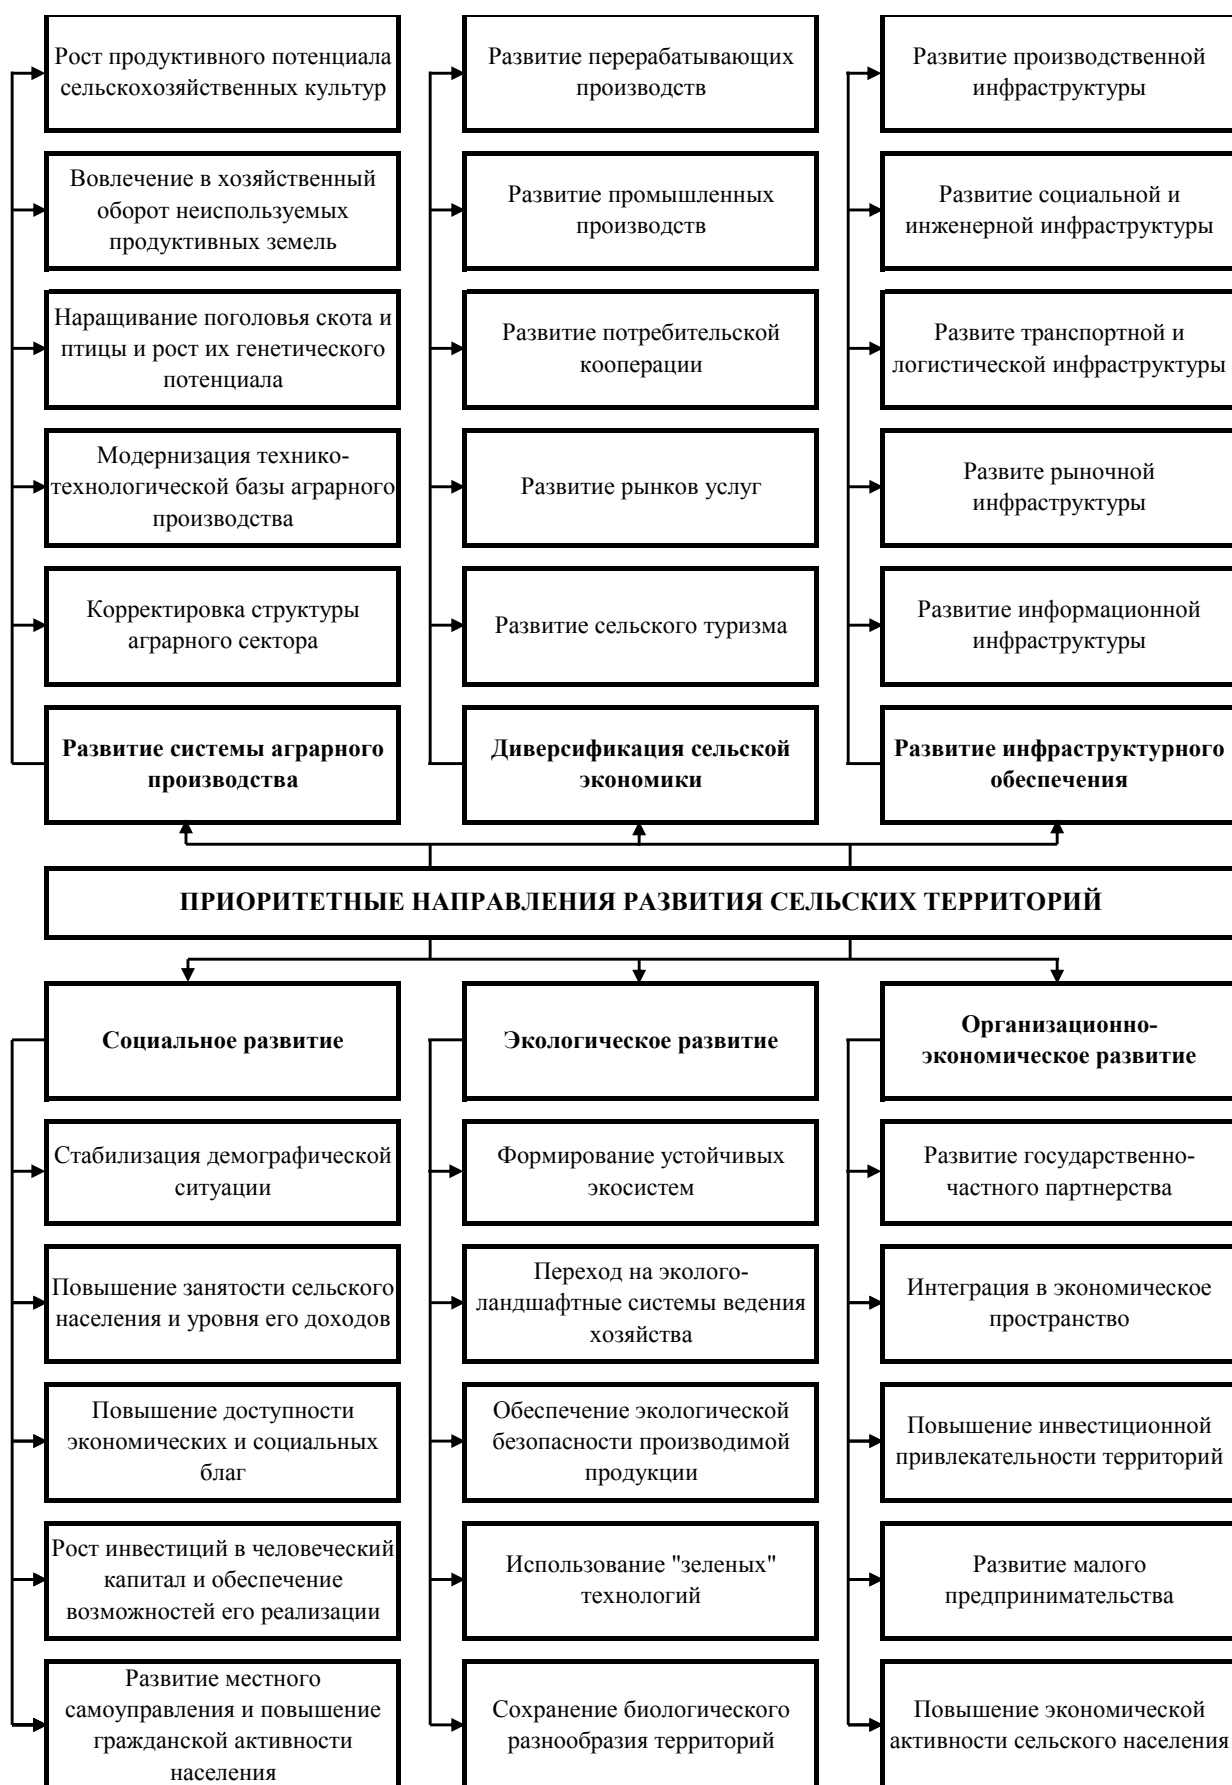 Рост продуктивного потенциала
сельскохозяйственных культур
Развитие перерабатывающих
производств
Развитие производственной
инфраструктуры
Вовлечение в хозяйственный
оборот неиспользуемых
продуктивных земель
Развитие промышленных
производств
Развитие социальной и
инженерной инфраструктуры
Наращивание поголовья скота и
птицы и рост их генетического
потенциала
Развитие потребительской
кооперации
Развите транспортной и
логистической инфраструктуры
Модернизация технико-
технологической базы аграрного
производства
Развитие рынков услуг
Развите рыночной
инфраструктуры
Корректировка структуры
аграрного сектора
Развитие сельского туризма
Развитие информационной
инфраструктуры
Развитие системы аграрного
производства
Диверсификация сельской
экономики
Развитие инфраструктурного
обеспечения
ПРИОРИТЕТНЫЕ НАПРАВЛЕНИЯ РАЗВИТИЯ СЕЛЬСКИХ ТЕРРИТОРИЙ
Социальное развитие
Экологическое развитие
Организационно-
экономическое развитие
Стабилизация демографической
ситуации
Формирование устойчивых
экосистем
Развитие государственно-
частного партнерства
Повышение занятости сельского
населения и уровня его доходов
Переход на эколого-
ландшафтные системы ведения
хозяйства
Интеграция в экономическое
пространство
Повышение доступности
экономических и социальных
благ
Обеспечение экологической
безопасности производимой
продукции
Повышение инвестиционной
привлекательности территорий
Рост инвестиций в человеческий
капитал и обеспечение
возможностей его реализации
Использование "зеленых"
технологий
Развитие малого
предпринимательства
Развитие местного
самоуправления и повышение
гражданской активности
населения
Сохранение биологического
разнообразия территорий
Повышение экономической
активности сельского населения